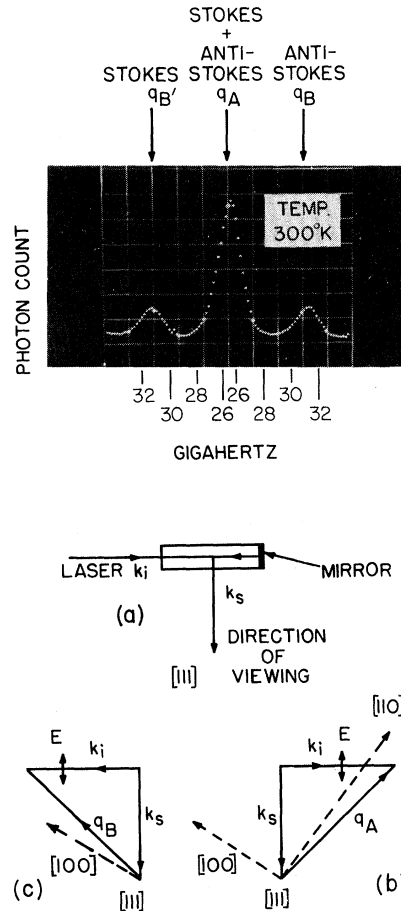 STOKES
+
ANTI-
STOKES
STOKES
ANTI-
STOKES
qB′ qA qB
TEMP.
300°K
PHOTON COUNT
32 30 28 26 26 28 30 32
GIGAHERTZ
LASER ki MIRROR
ks
(a)
DIRECTION
OF
VIEWING
[111]
[110]
E ki ki E
ks ks
qB qA
[100] [100]
(c) [111] [111] (b)